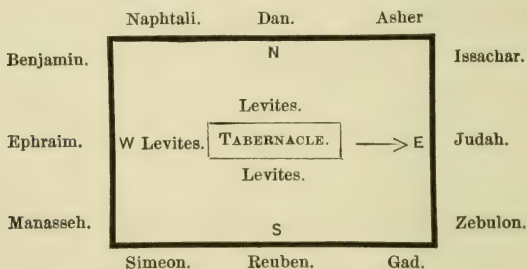 Naphtali. Dan. Asher
Benjamin. N Issachar.
Levites.
Ephraim. W Levites. TABERNACLE. E Judah.
Levites.
Manasseh. S Zebulon.
Simeon. Reuben. Gad.